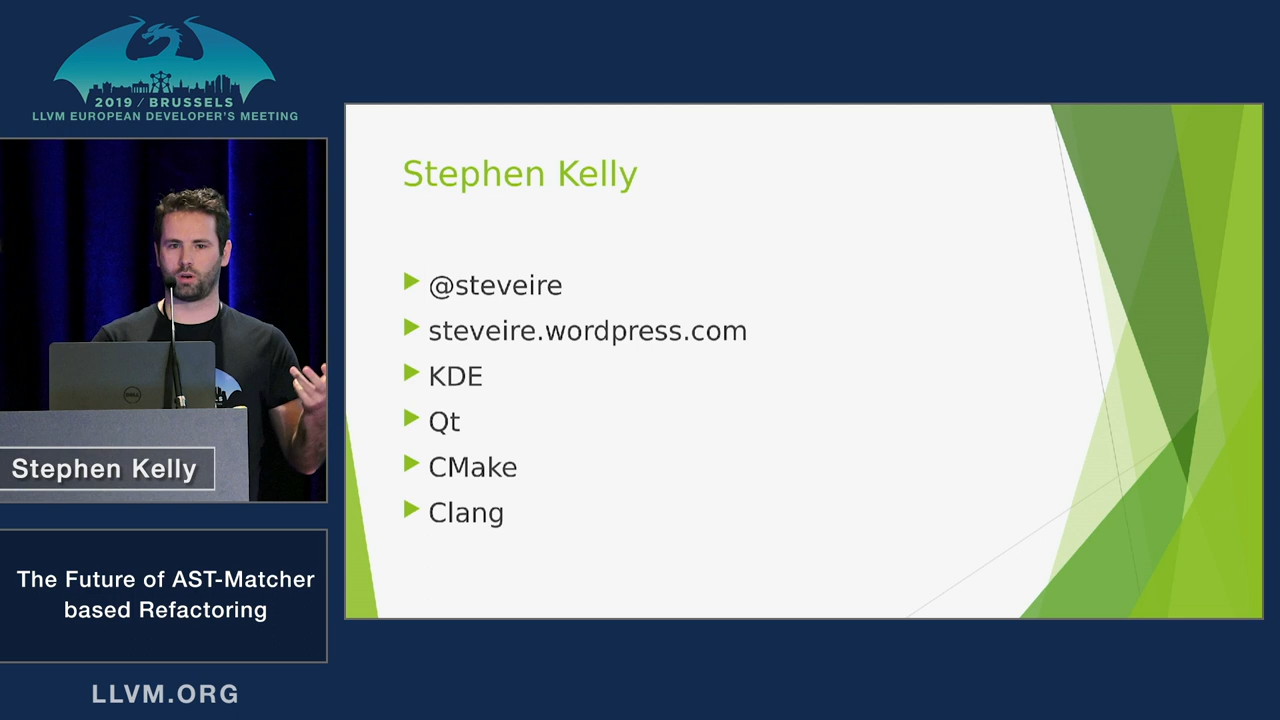 2019 / BRUSSELS
LLVM EUROPEAN DEVELOPER'S MEETING
Stephen Kelly
The Future of AST-Matcher
based Refactoring
LLVM.ORG
Stephen Kelly
@steveire
steveire.wordpress.com
KDE
Qt
CMake
Clang
DELL